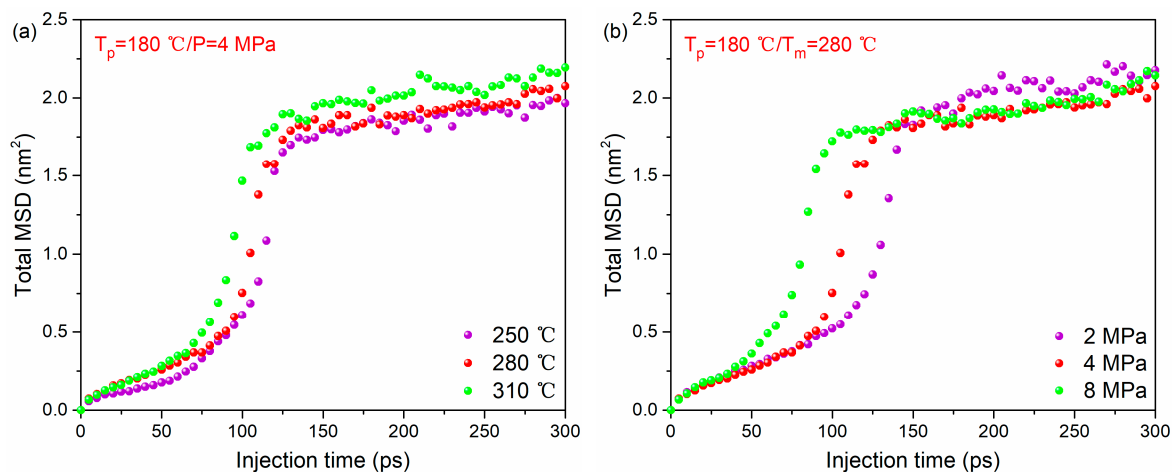 (a)
T_p=180 ℃/P=4 MPa
Total MSD (nm²)
2.5
2.0
1.5
1.0
0.5
0.0
250 ℃
280 ℃
310 ℃
0 50 100 150 200 250 300
Injection time (ps)
(b)
T_p=180 ℃/T_m=280 ℃
Total MSD (nm²)
2.5
2.0
1.5
1.0
0.5
0.0
2 MPa
4 MPa
8 MPa
0 50 100 150 200 250 300
Injection time (ps)